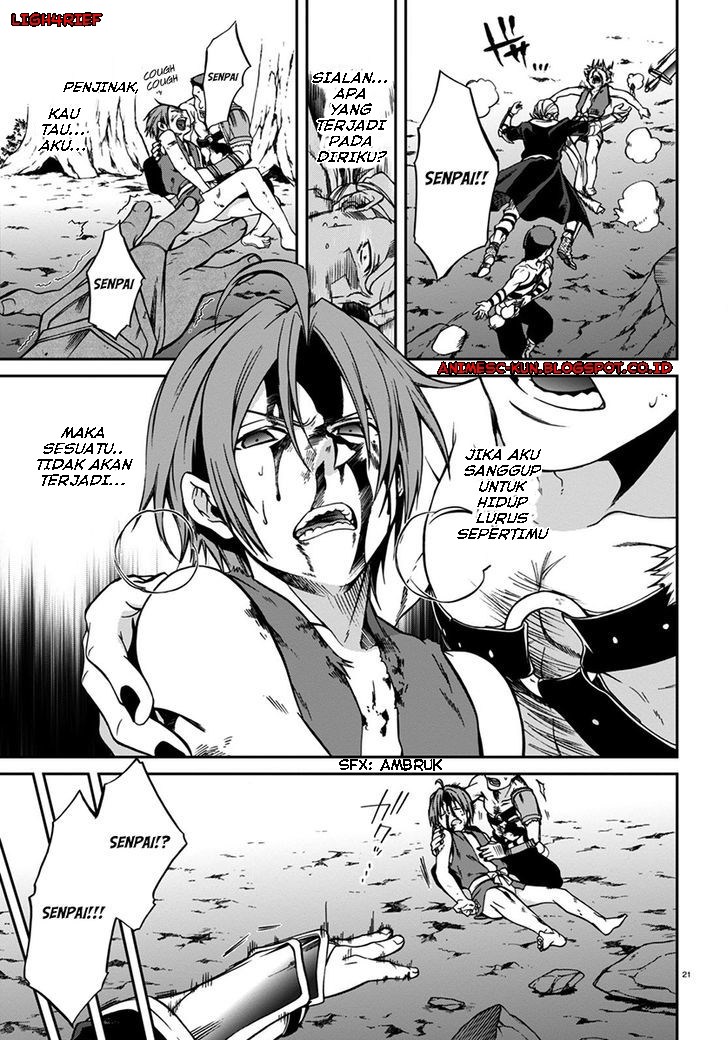 LIGH4RIEF
SENPAI!!
SIALAN...
APA
YANG
TERJADI
PADA
DIRIKU?
SENPAI
COUGH
COUGH
PENJINAK,
KAU
TAU....
AKU...
SENPAI
ANIMESC-KUN.BLOGSPOT.CO.ID
JIKA AKU
SANGGUP
UNTUK
HIDUP
LURUS
SEPERTIMU
MAKA
SESUATU..
TIDAK AKAN
TERJADI...
SFX: AMBRUK
SENPAI!?
SENPAI!!!
21